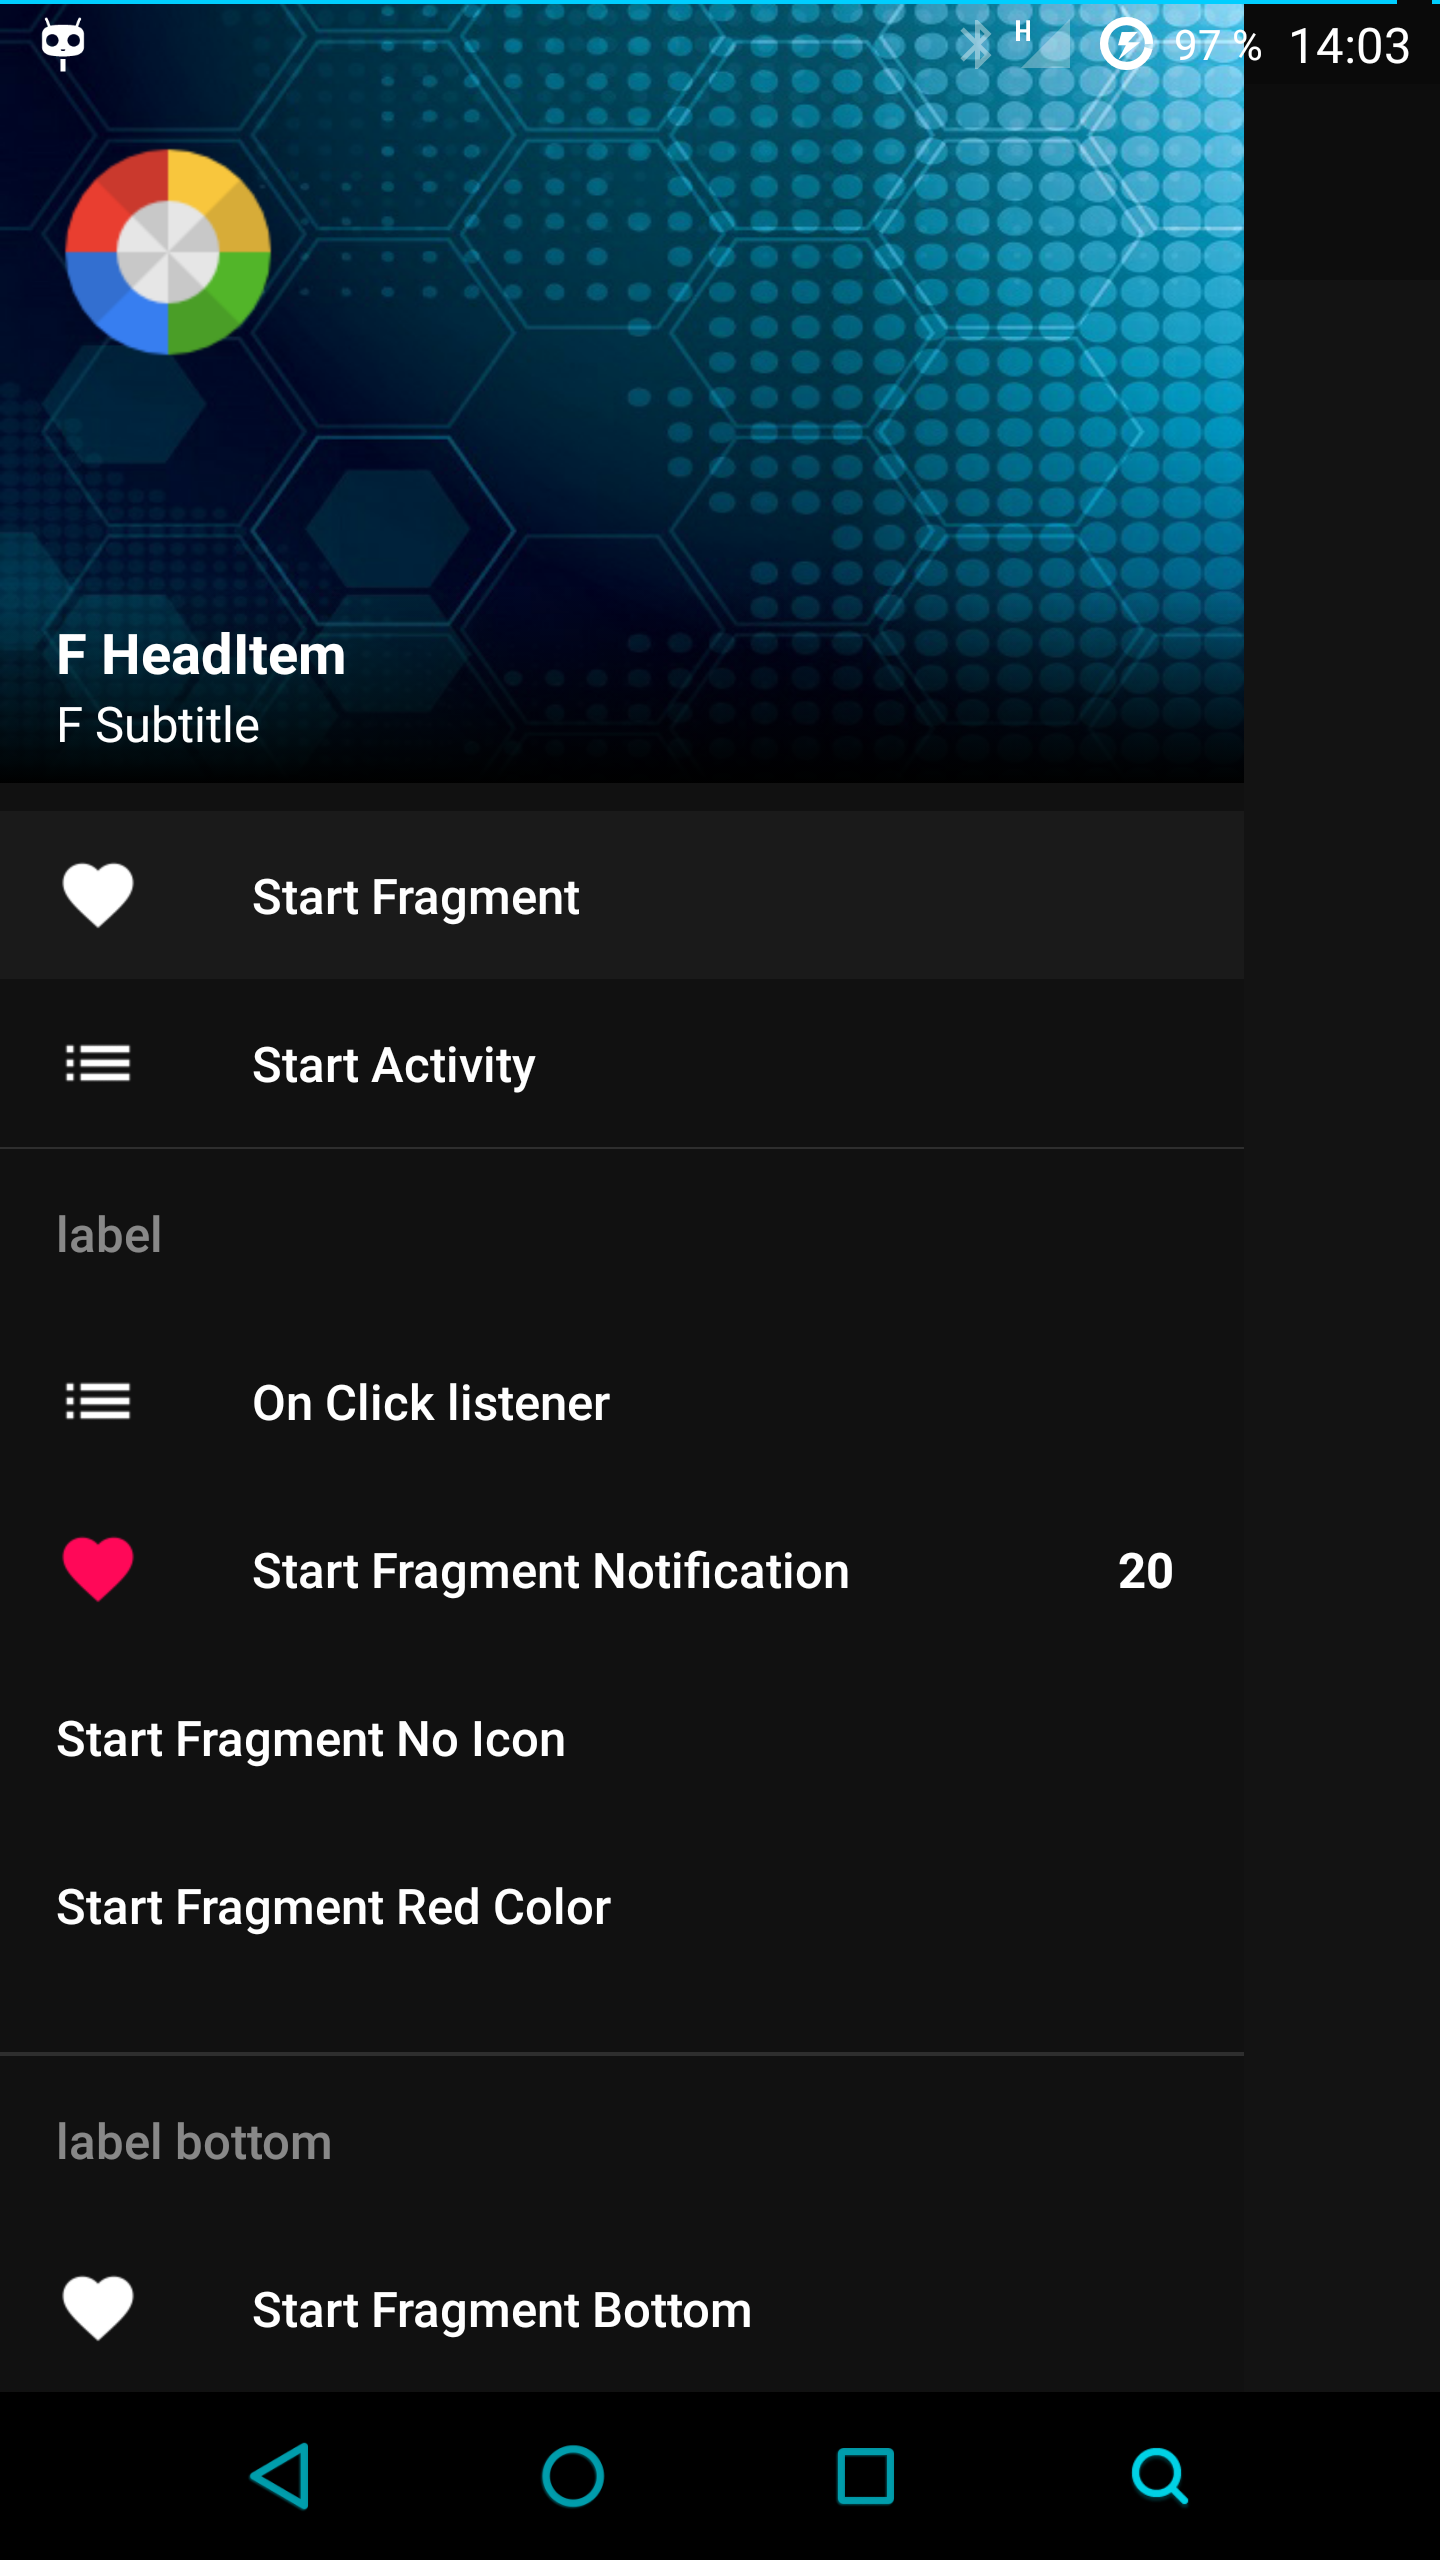 H 97 % 14:03
F HeadItem
F Subtitle
Start Fragment
Start Activity
label
On Click listener
Start Fragment Notification 20
Start Fragment No Icon
Start Fragment Red Color
label bottom
Start Fragment Bottom